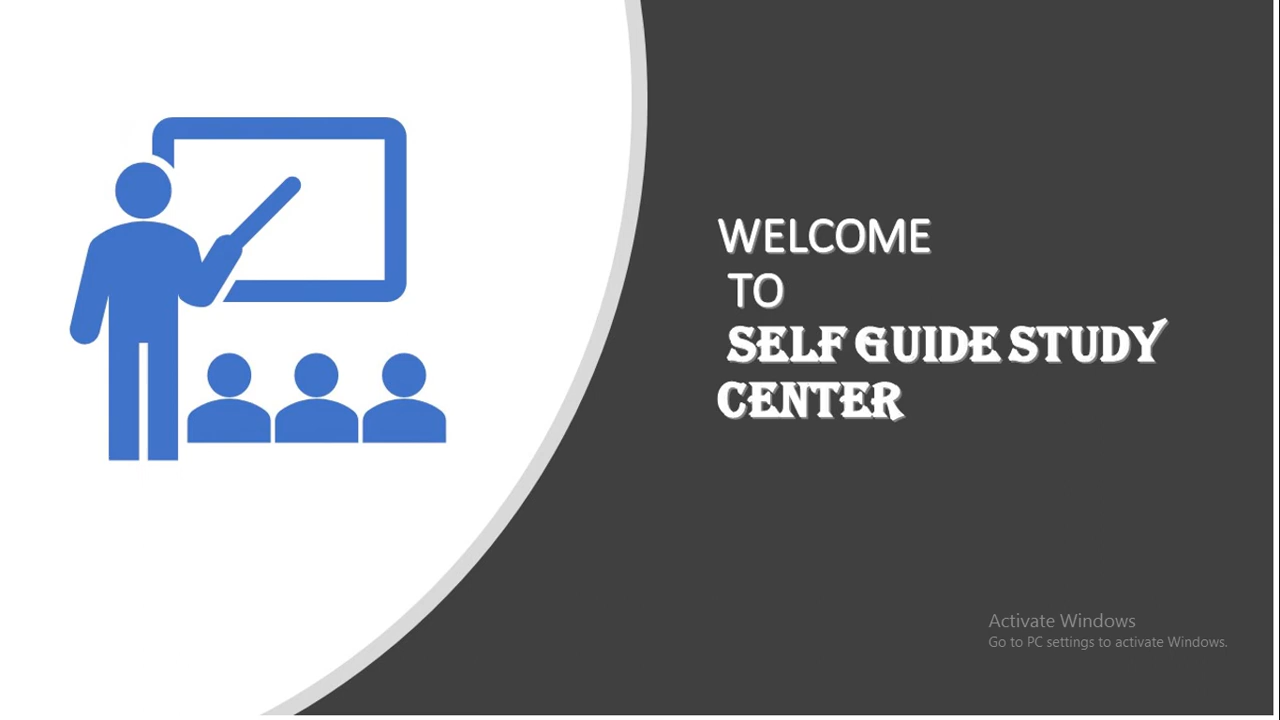 WELCOME
TO
SELF GUIDE STUDY
CENTER
Activate Windows
Go to PC settings to activate Windows.